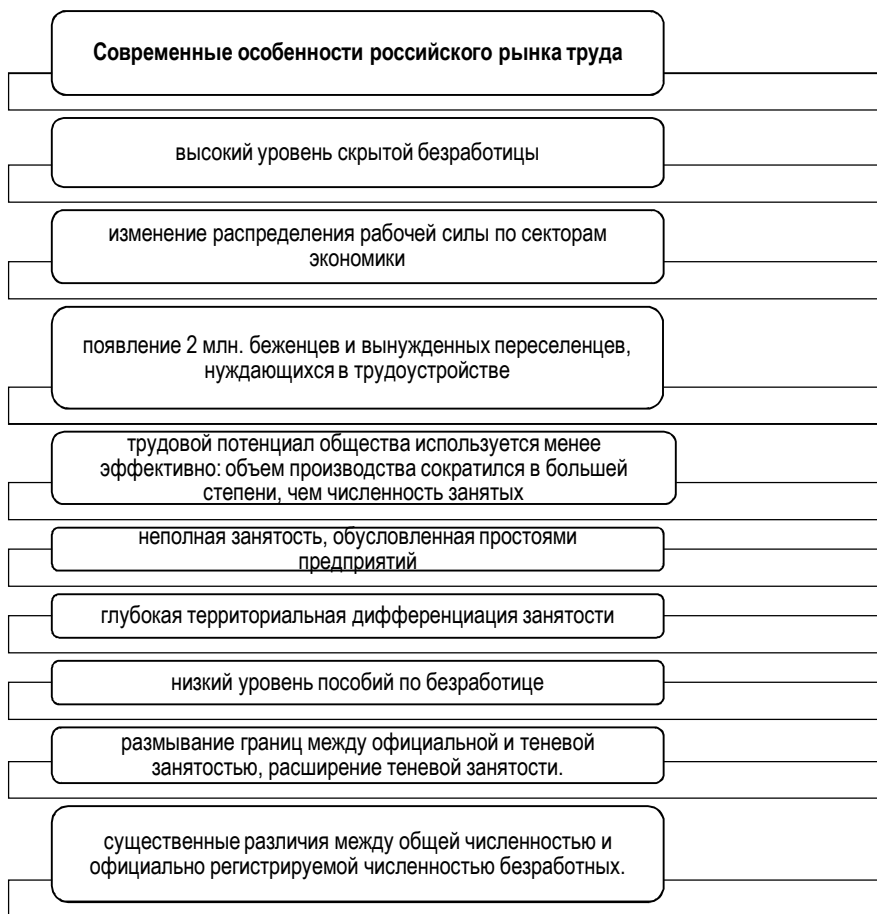 Современные особенности российского рынка труда
высокий уровень скрытой безработицы
изменение распределения рабочей силы по секторам
экономики
появление 2 млн. беженцев и вынужденных переселенцев,
нуждающихся в трудоустройстве
трудовой потенциал общества используется менее
эффективно: объем производства сократился в большей
степени, чем численность занятых
неполная занятость, обусловленная простоями
предприятий
глубокая территориальная дифференциация занятости
низкий уровень пособий по безработице
размывание границ между официальной и теневой
занятостью, расширение теневой занятости.
существенные различия между общей численностью и
официально регистрируемой численностью безработных.